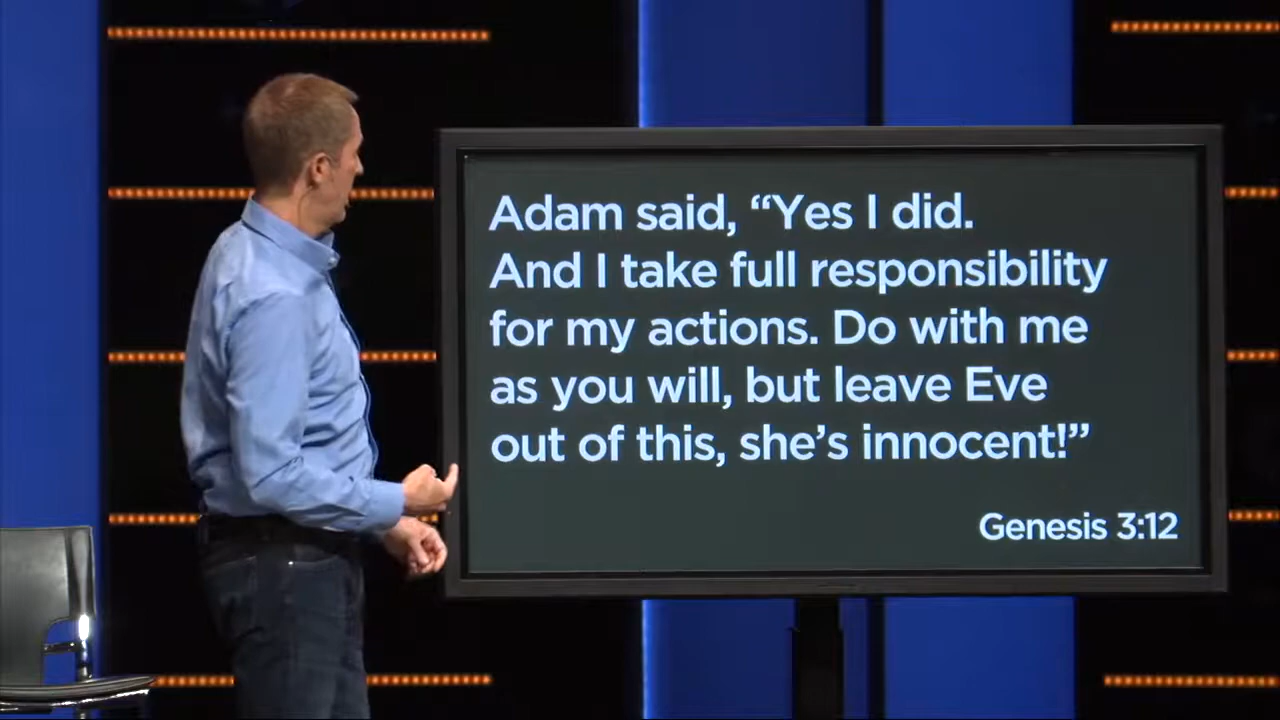 Adam said, “Yes I did.
And I take full responsibility
for my actions. Do with me
as you will, but leave Eve
out of this, she’s innocent!”
Genesis 3:12